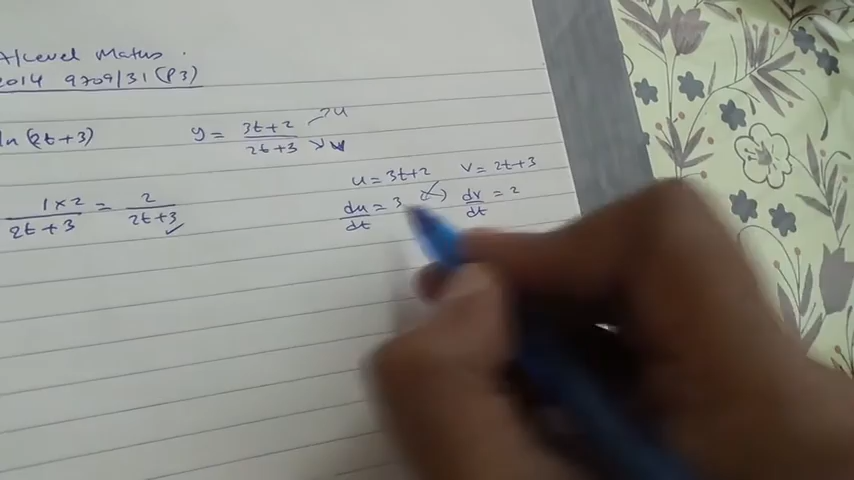 A/Level Maths.
2014 9709/31 (P3)
ln(2t+3) y = 3t+2 / 2t+3 → u → v
u = 3t+2 v = 2t+3
1×2 / 2t+3 = 2 / 2t+3 ✓ du/dt = 3 dv/dt = 2